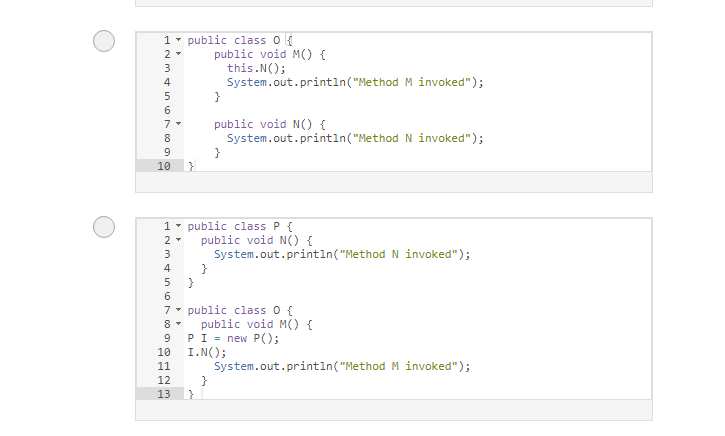 1 public class O {
2 public void M() {
3 this.N();
4 System.out.println("Method M invoked");
5 }
6
7 public void N() {
8 System.out.println("Method N invoked");
9 }
10 }
1 public class P {
2 public void N() {
3 System.out.println("Method N invoked");
4 }
5 }
6
7 public class O {
8 public void M() {
9 P I = new P();
10 I.N();
11 System.out.println("Method M invoked");
12 }
13 }